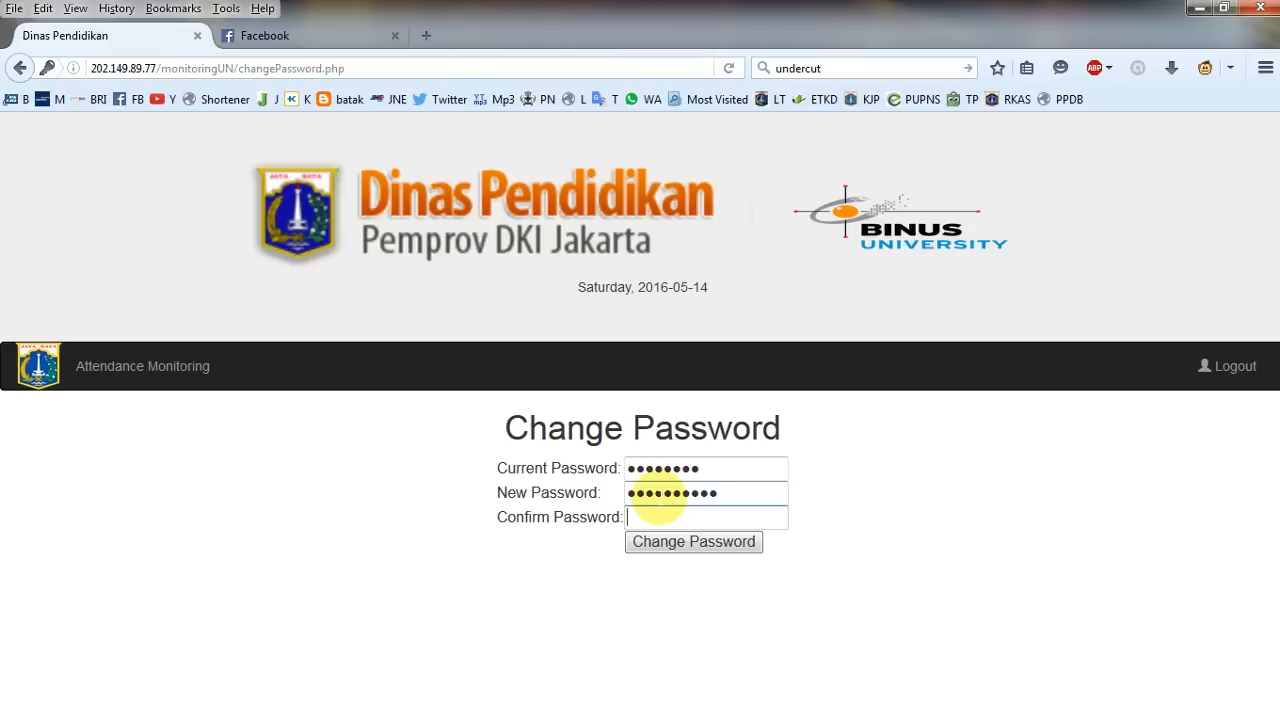 File Edit View History Bookmarks Tools Help
Dinas Pendidikan Facebook
202.149.89.77/monitoringUN/changePassword.php undercut ABP
B M BRI FB Y Shortener J K batak JNE Twitter Mp3 PN L T WA Most Visited LT ETKD KJP PUPNS TP RKAS PPDB
JAYA RAYA
Dinas Pendidikan
Pemprov DKI Jakarta
BINUS
UNIVERSITY
Saturday, 2016-05-14
Attendance Monitoring Logout
Change Password
Current Password: ●●●●●●●●
New Password: ●●●●●●●●●●
Confirm Password:
Change Password